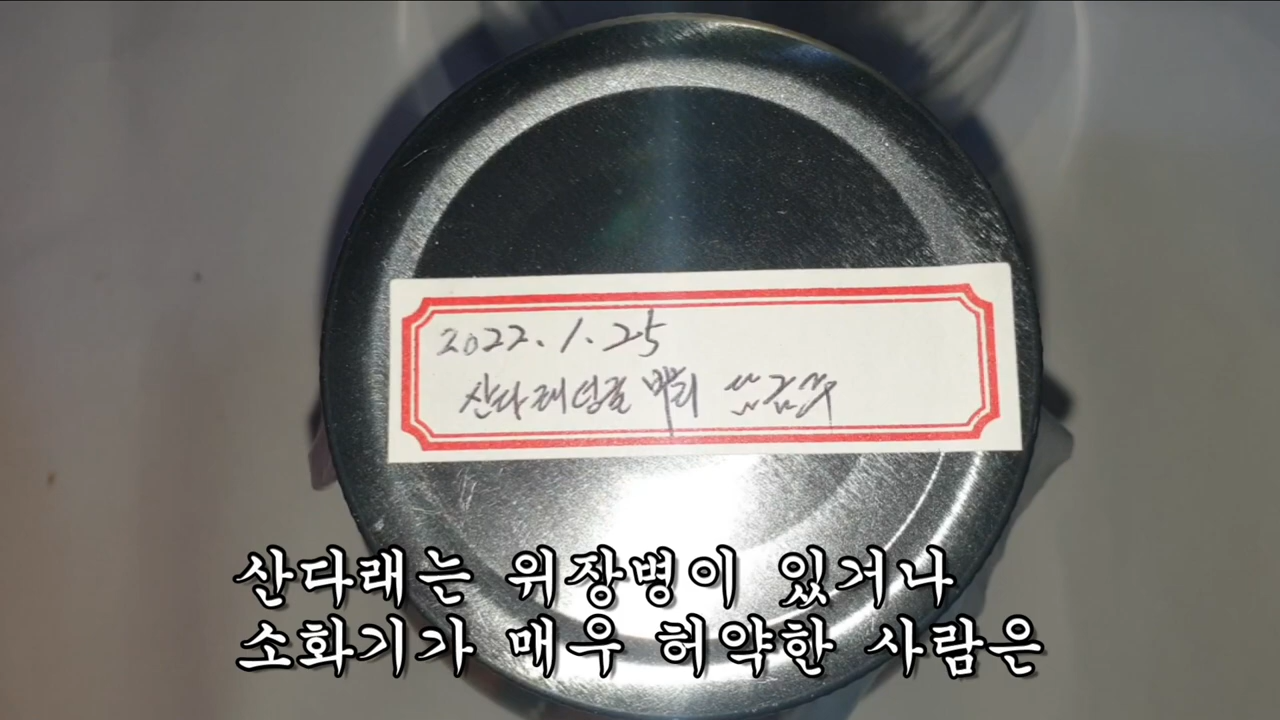 2022.1.25
산다래덩굴 뿌리
산다래는 위장병이 있거나
소화기가 매우 허약한 사람은